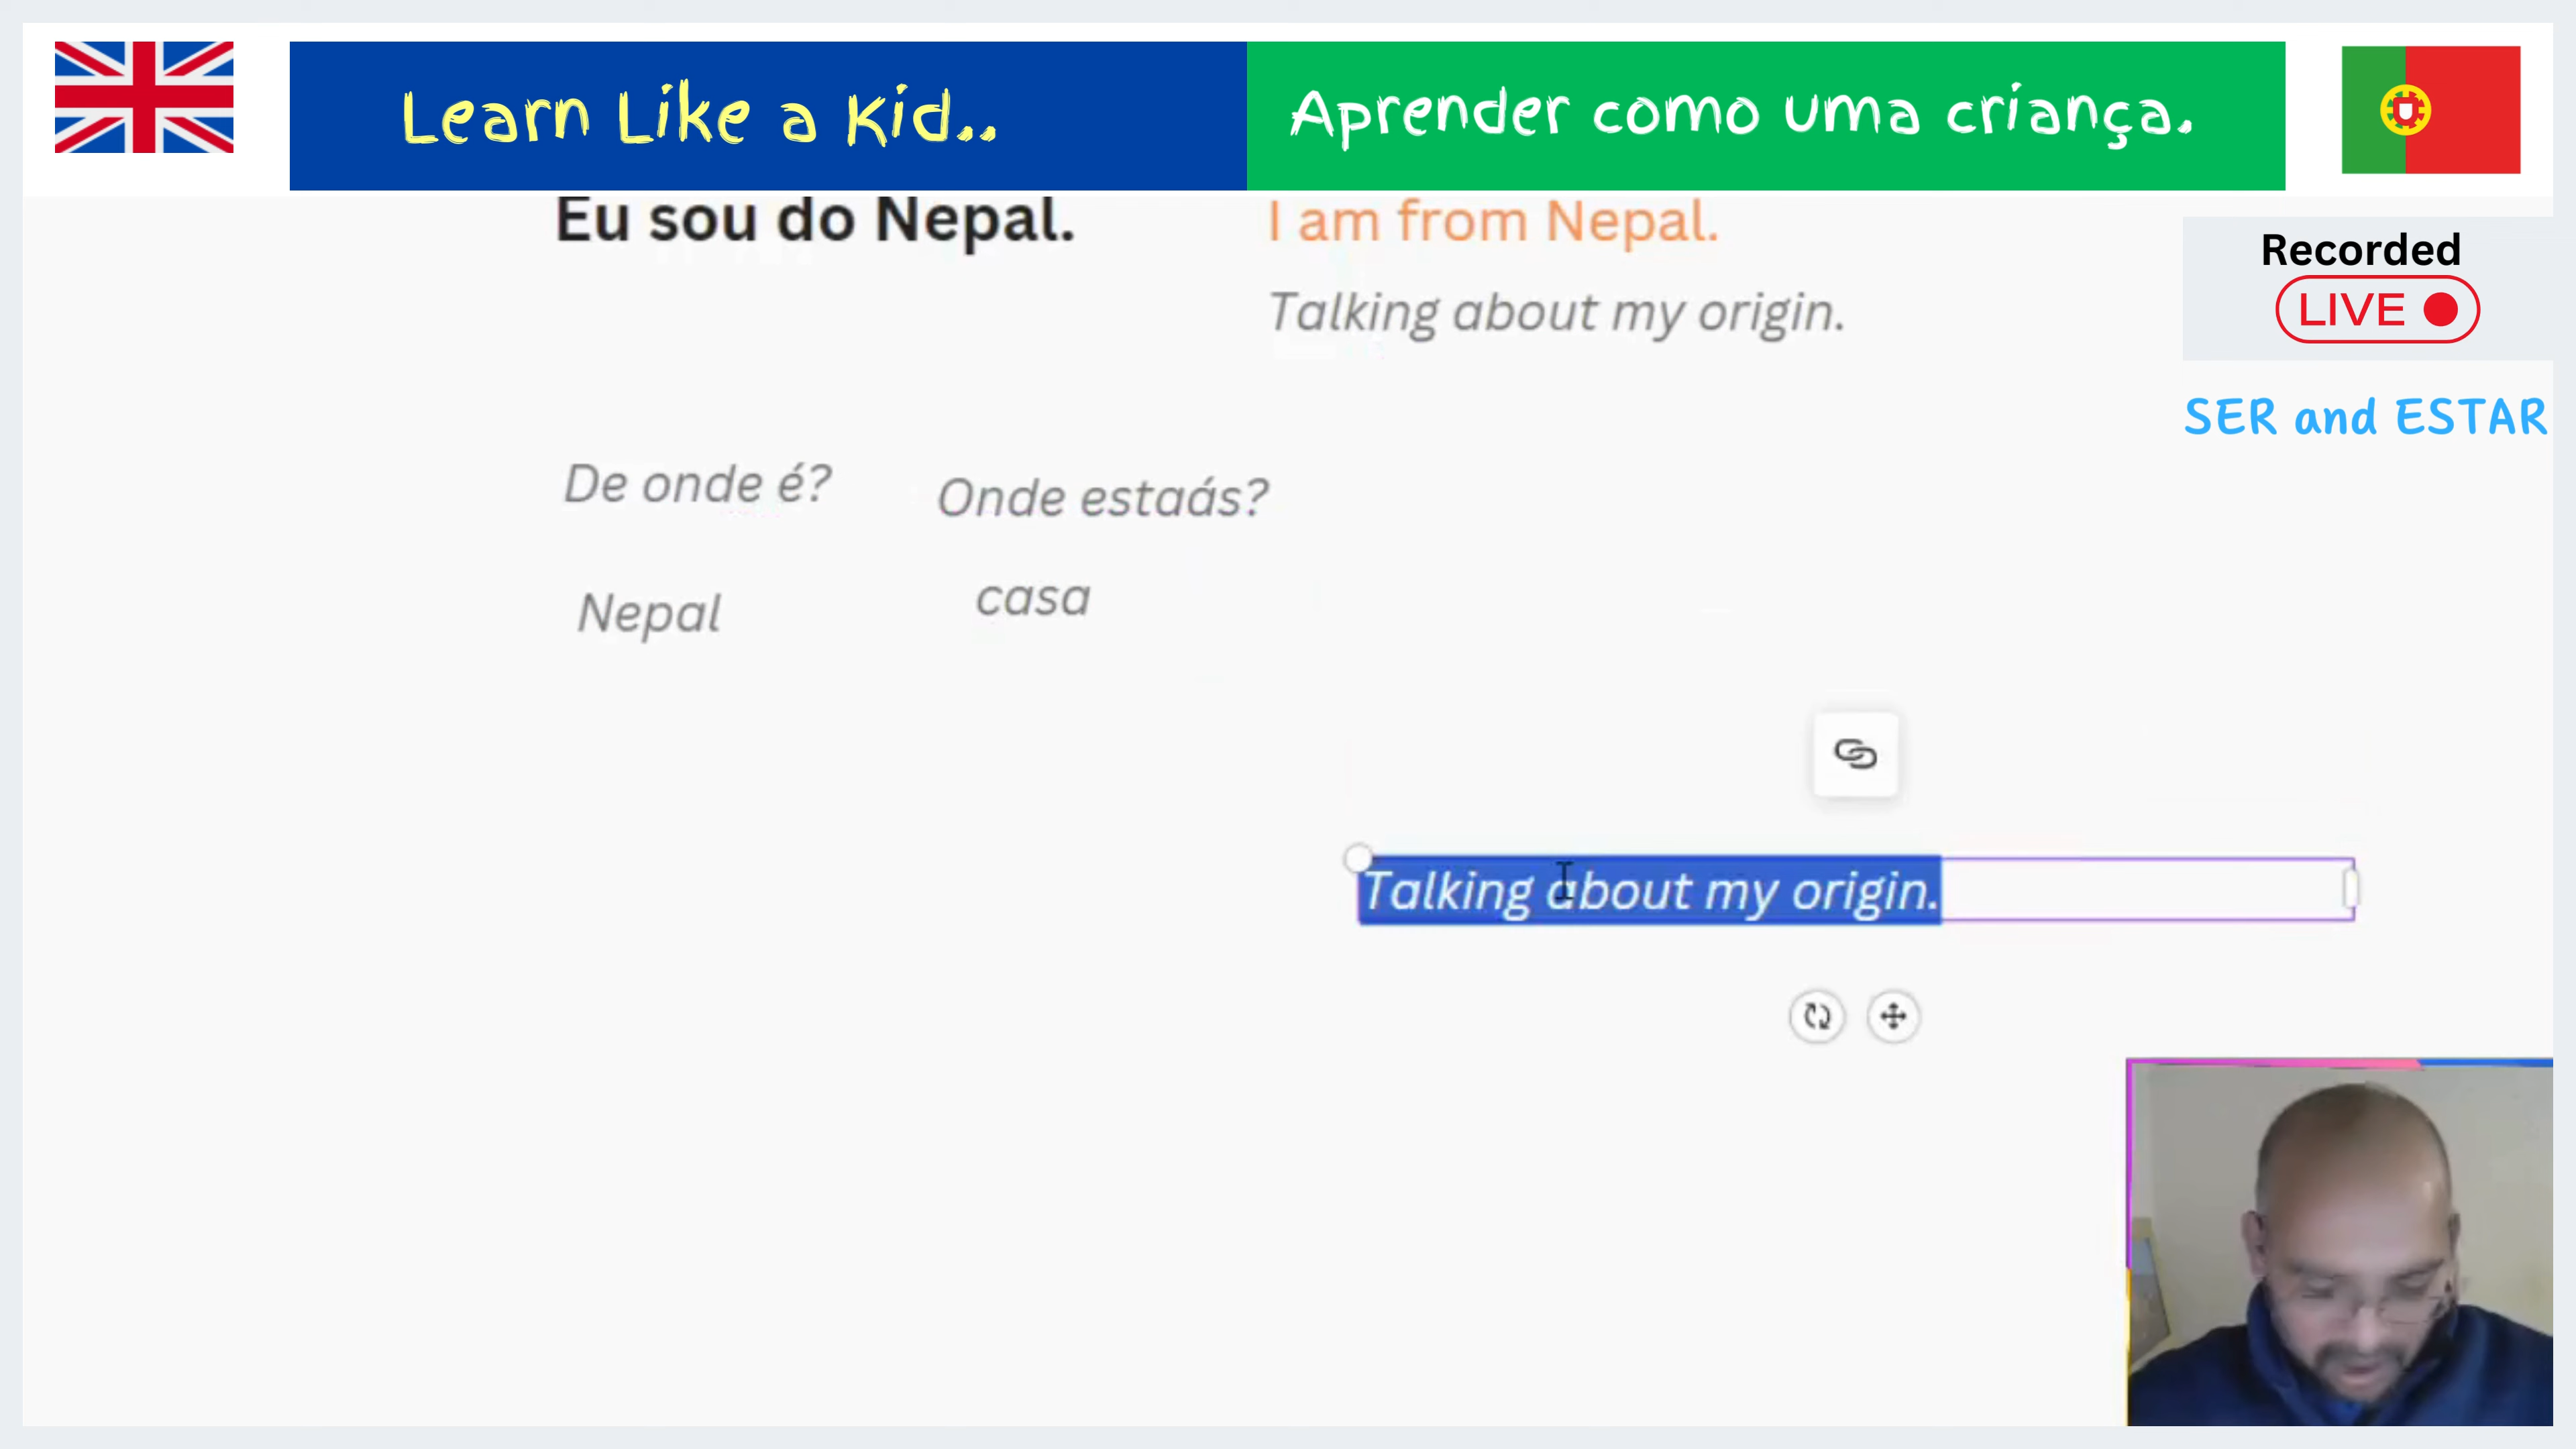 Learn Like a Kid..
Aprender como uma criança.
Eu sou do Nepal.
I am from Nepal.
Recorded
LIVE
Talking about my origin.
SER and ESTAR
De onde é?
Onde estaás?
Nepal
casa
Talking about my origin.